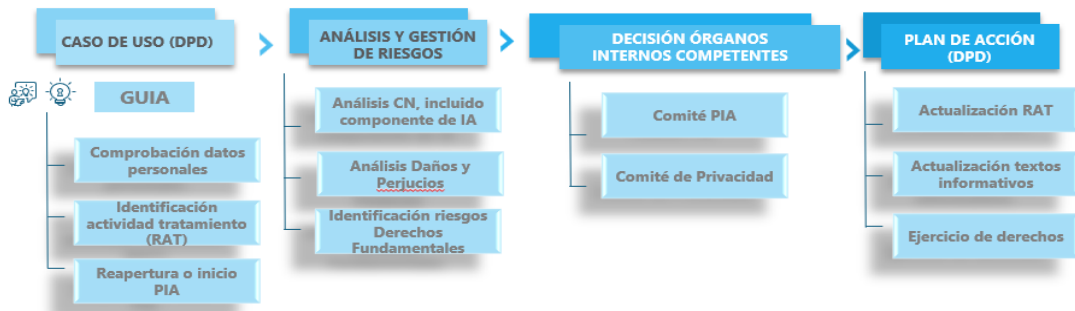 CASO DE USO (DPD)
GUIA
Comprobación datos
personales
Identificación
actividad tratamiento
(RAT)
Reapertura o inicio
PIA
ANÁLISIS Y GESTIÓN
DE RIESGOS
Análisis CN, incluido
componente de IA
Análisis Daños y
Perjucios
Identificación riesgos
Derechos
Fundamentales
DECISIÓN ÓRGANOS
INTERNOS COMPETENTES
Comité PIA
Comité de Privacidad
PLAN DE ACCIÓN
(DPD)
Actualización RAT
Actualización textos
informativos
Ejercicio de derechos